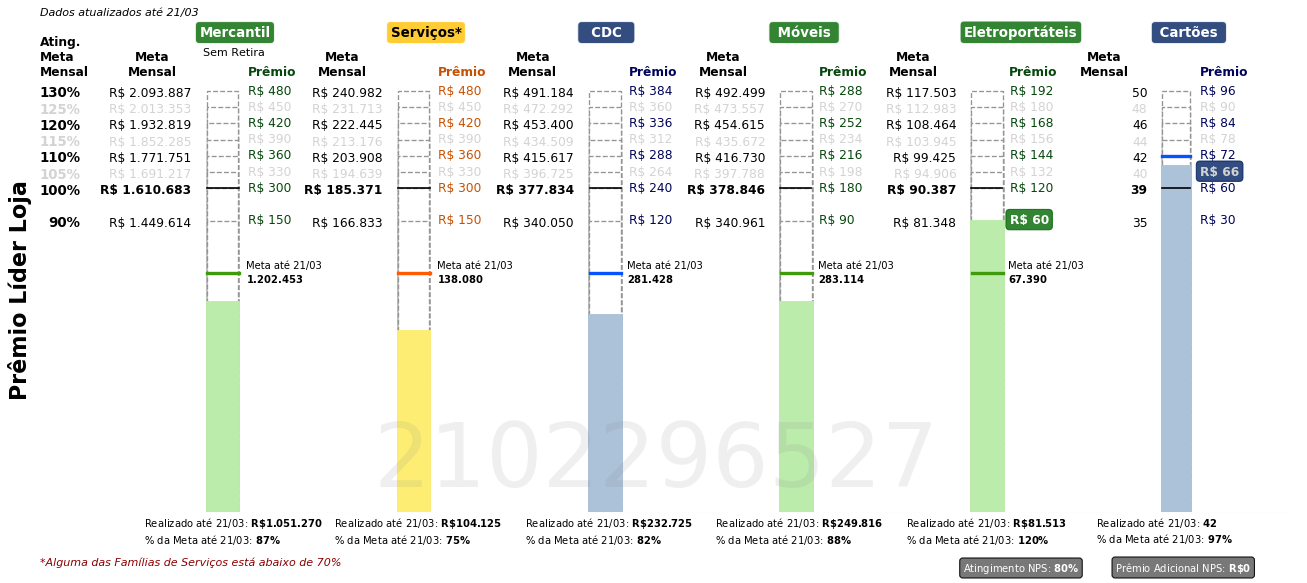 Dados atualizados até 21/03
Mercantil Serviços* CDC Móveis Eletroportáteis Cartões
Sem Retira
Ating. Meta Mensal
Meta Mensal Prêmio Meta Mensal Prêmio Meta Mensal Prêmio Meta Mensal Prêmio Meta Mensal Prêmio Meta Mensal Prêmio
130% R$ 2.093.887 R$ 480 R$ 240.982 R$ 480 R$ 491.184 R$ 384 R$ 492.499 R$ 288 R$ 117.503 R$ 192 50 R$ 96
125% R$ 2.013.353 R$ 450 R$ 231.713 R$ 450 R$ 472.292 R$ 360 R$ 473.557 R$ 270 R$ 112.983 R$ 180 48 R$ 90
120% R$ 1.932.819 R$ 420 R$ 222.445 R$ 420 R$ 453.400 R$ 336 R$ 454.615 R$ 252 R$ 108.464 R$ 168 46 R$ 84
115% R$ 1.852.285 R$ 390 R$ 213.176 R$ 390 R$ 434.509 R$ 312 R$ 435.672 R$ 234 R$ 103.945 R$ 156 44 R$ 78
110% R$ 1.771.751 R$ 360 R$ 203.908 R$ 360 R$ 415.617 R$ 288 R$ 416.730 R$ 216 R$ 99.425 R$ 144 42 R$ 72
105% R$ 1.691.217 R$ 330 R$ 194.639 R$ 330 R$ 396.725 R$ 264 R$ 397.788 R$ 198 R$ 94.906 R$ 132 40 R$ 66
100% R$ 1.610.683 R$ 300 R$ 185.371 R$ 300 R$ 377.834 R$ 240 R$ 378.846 R$ 180 R$ 90.387 R$ 120 39 R$ 60
90% R$ 1.449.614 R$ 150 R$ 166.833 R$ 150 R$ 340.050 R$ 120 R$ 340.961 R$ 90 R$ 81.348 R$ 60 35 R$ 30
Prêmio Líder Loja
Meta até 21/03 Meta até 21/03 Meta até 21/03 Meta até 21/03 Meta até 21/03
1.202.453 138.080 281.428 283.114 67.390
2102296527
Realizado até 21/03: R$1.051.270 Realizado até 21/03: R$104.125 Realizado até 21/03: R$232.725 Realizado até 21/03: R$249.816 Realizado até 21/03: R$81.513 Realizado até 21/03: 42
% da Meta até 21/03: 87% % da Meta até 21/03: 75% % da Meta até 21/03: 82% % da Meta até 21/03: 88% % da Meta até 21/03: 120% % da Meta até 21/03: 97%
*Alguma das Famílias de Serviços está abaixo de 70% Atingimento NPS: 80% Prêmio Adicional NPS: R$0